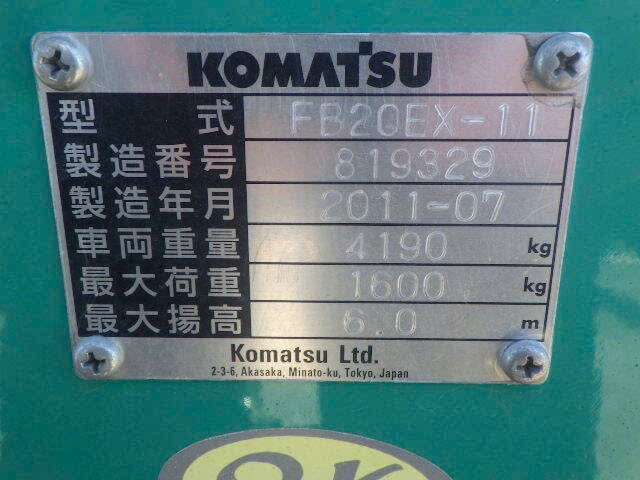 KOMATSU
型式 FB20EX-11
製造番号 819329
製造年月 2011-07
車両重量 4190 kg
最大荷重 1600 kg
最大揚高 6.0 m
Komatsu Ltd.
2-3-6, Akasaka, Minato-ku, Tokyo, Japan